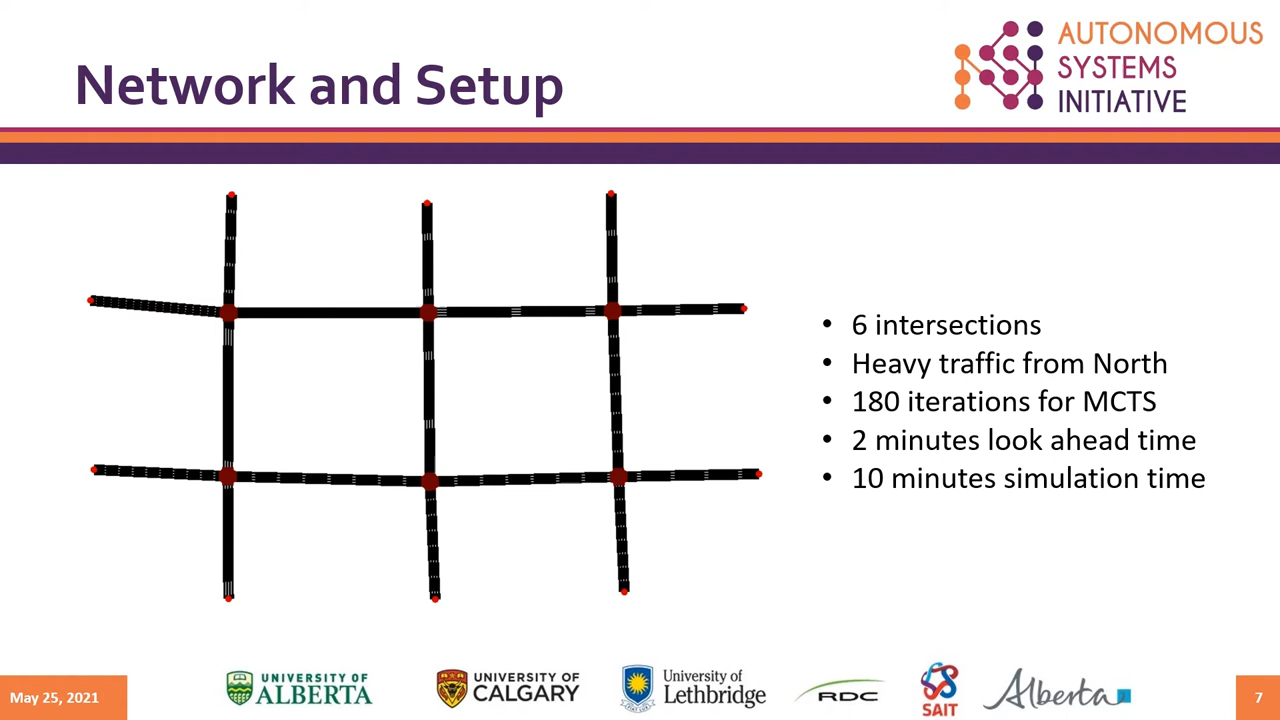 Network and Setup
AUTONOMOUS
SYSTEMS
INITIATIVE
• 6 intersections
• Heavy traffic from North
• 180 iterations for MCTS
• 2 minutes look ahead time
• 10 minutes simulation time
May 25, 2021
UNIVERSITY OF
ALBERTA
UNIVERSITY OF
CALGARY
University of
Lethbridge
RDC
SAIT
Alberta
7